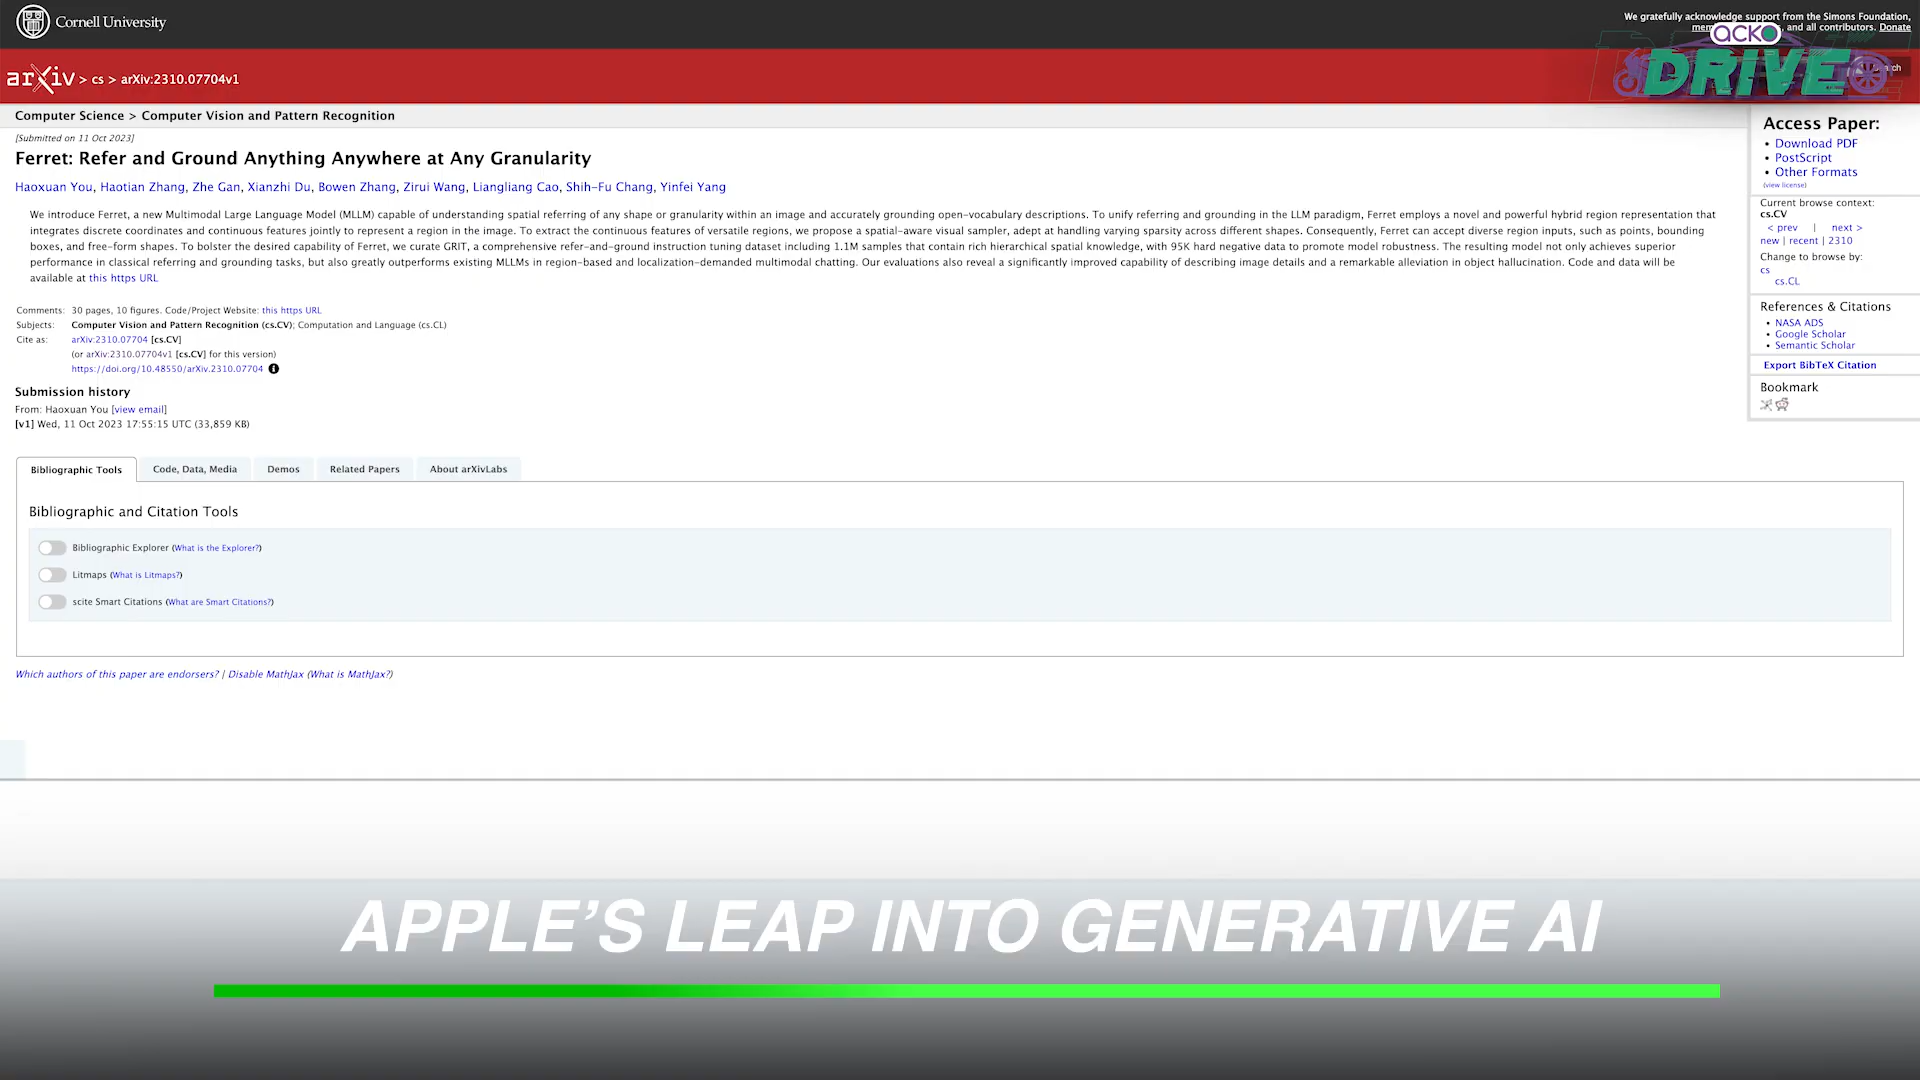 Cornell University
We gratefully acknowledge support from the Simons Foundation,
and all contributors. Donate
acko
DRIVE
arXiv > cs > arXiv:2310.07704v1
Computer Science > Computer Vision and Pattern Recognition
[Submitted on 11 Oct 2023]
Ferret: Refer and Ground Anything Anywhere at Any Granularity
Haoxuan You, Haotian Zhang, Zhe Gan, Xianzhi Du, Bowen Zhang, Zirui Wang, Liangliang Cao, Shih-Fu Chang, Yinfei Yang
We introduce Ferret, a new Multimodal Large Language Model (MLLM) capable of understanding spatial referring of any shape or granularity within an image and accurately grounding open-vocabulary descriptions. To unify referring and grounding in the LLM paradigm, Ferret employs a novel and powerful hybrid region representation that
integrates discrete coordinates and continuous features jointly to represent a region in the image. To extract the continuous features of versatile regions, we propose a spatial-aware visual sampler, adept at handling varying sparsity across different shapes. Consequently, Ferret can accept diverse region inputs, such as points, bounding
boxes, and free-form shapes. To bolster the desired capability of Ferret, we curate GRIT, a comprehensive refer-and-ground instruction tuning dataset including 1.1M samples that contain rich hierarchical spatial knowledge, with 95K hard negative data to promote model robustness. The resulting model not only achieves superior
performance in classical referring and grounding tasks, but also greatly outperforms existing MLLMs in region-based and localization-demanded multimodal chatting. Our evaluations also reveal a significantly improved capability of describing image details and a remarkable alleviation in object hallucination. Code and data will be
available at this https URL
Comments: 30 pages, 10 figures. Code/Project Website: this https URL
Subjects: Computer Vision and Pattern Recognition (cs.CV); Computation and Language (cs.CL)
Cite as: arXiv:2310.07704 [cs.CV]
(or arXiv:2310.07704v1 [cs.CV] for this version)
https://doi.org/10.48550/arXiv.2310.07704
Submission history
From: Haoxuan You [view email]
[v1] Wed, 11 Oct 2023 17:55:15 UTC (33,859 KB)
Access Paper:
Download PDF
PostScript
Other Formats
(view license)
Current browse context:
cs.CV
< prev | next >
new | recent | 2310
Change to browse by:
cs
cs.CL
References & Citations
NASA ADS
Google Scholar
Semantic Scholar
Export BibTeX Citation
Bookmark
Bibliographic Tools Code, Data, Media Demos Related Papers About arXivLabs
Bibliographic and Citation Tools
Bibliographic Explorer (What is the Explorer?)
Litmaps (What is Litmaps?)
scite Smart Citations (What are Smart Citations?)
Which authors of this paper are endorsers? | Disable MathJax (What is MathJax?)
APPLE'S LEAP INTO GENERATIVE AI